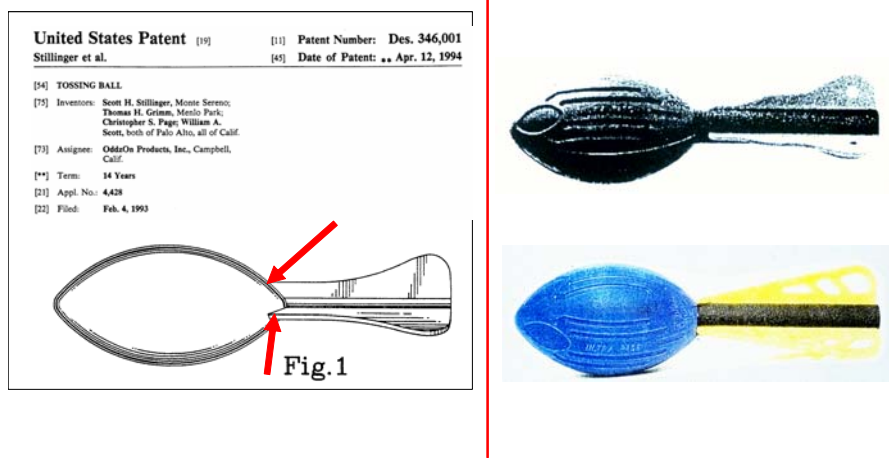 United States Patent [19]
[11] Patent Number: Des. 346,001
Stillinger et al.
[45] Date of Patent: ** Apr. 12, 1994
[54] TOSSING BALL
[75] Inventors: Scott H. Stillinger, Monte Sereno;
Thomas H. Grimm, Menlo Park;
Christopher S. Page; William A.
Scott, both of Palo Alto, all of Calif.
[73] Assignee: OddzOn Products, Inc., Campbell,
Calif.
[**] Term: 14 Years
[21] Appl. No.: 4,428
[22] Filed: Feb. 4, 1993
Fig.1